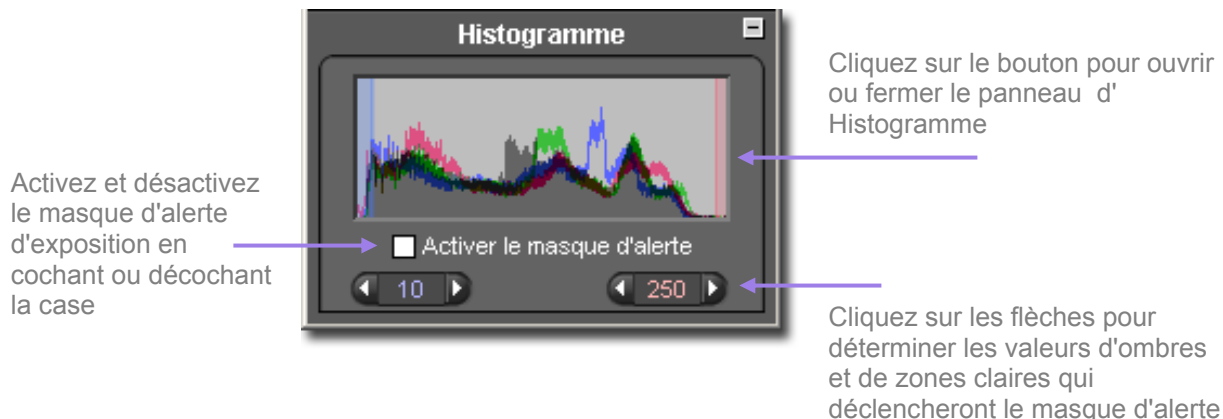 Histogramme
Cliquez sur le bouton pour ouvrir
ou fermer le panneau d'
Histogramme
Activez et désactivez
le masque d'alerte
d'exposition en
cochant ou décochant
la case
Activer le masque d'alerte
10
250
Cliquez sur les flèches pour
déterminer les valeurs d'ombres
et de zones claires qui
déclencheront le masque d'alerte